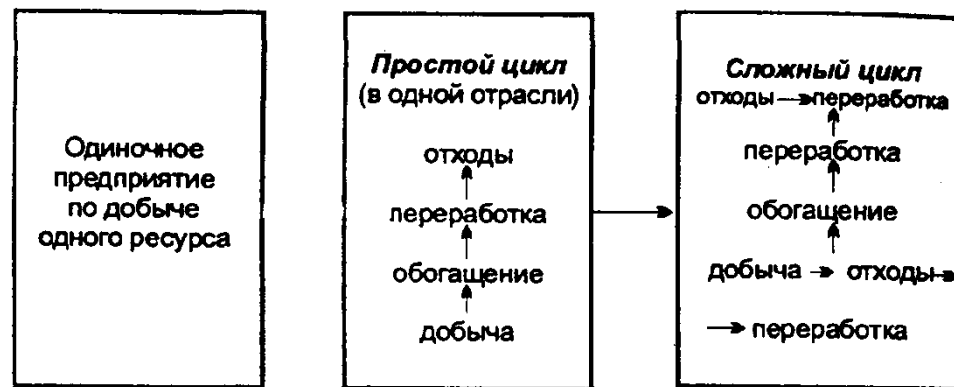 Одиночное
предприятие
по добыче
одного ресурса
Простой цикл
(в одной отрасли)
отходы
переработка
обогащение
добыча
Сложный цикл
отходы → переработка
переработка
обогащение
добыча → отходы →
→ переработка